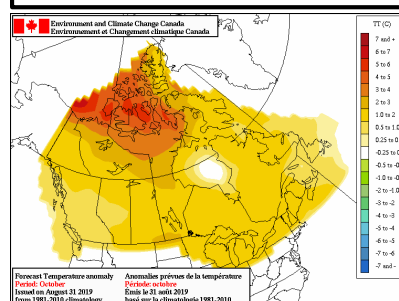 Environment and Climate Change Canada
Environnement et Changement climatique Canada
TT (C)
7 and +
6 to 7
5 to 6
4 to 5
3 to 4
2 to 3
1.0 to 2
0.5 to 1.0
0.25 to 0
-0.25 to 0
-0.5 to -0
-1.0 to -0
-2 to -1.0
-3 to -2
-4 to -3
-5 to -4
-6 to -5
-7 to -6
-7 and -
Forecast Temperature anomaly
Period: October
Issued on August 31 2019
from 1981-2010 climatology
Anomalies prévues de la température
Période: octobre
Émis le 31 août 2019
basé sur la climatologie 1981-2010